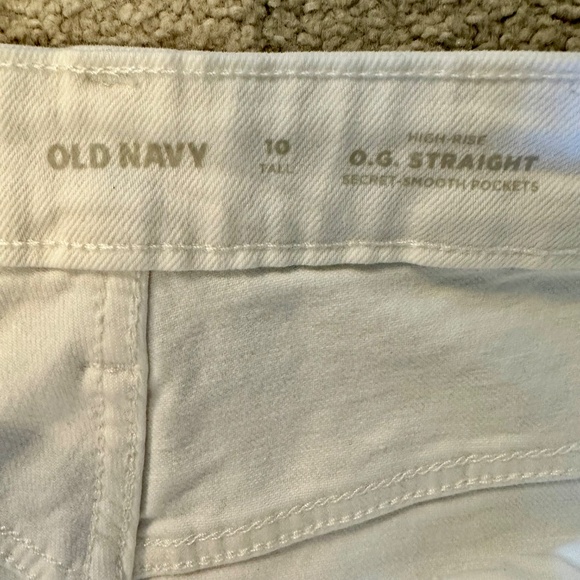 OLD NAVY
10
TALL
HIGH-RISE
O.G. STRAIGHT
SECRET-SMOOTH POCKETS